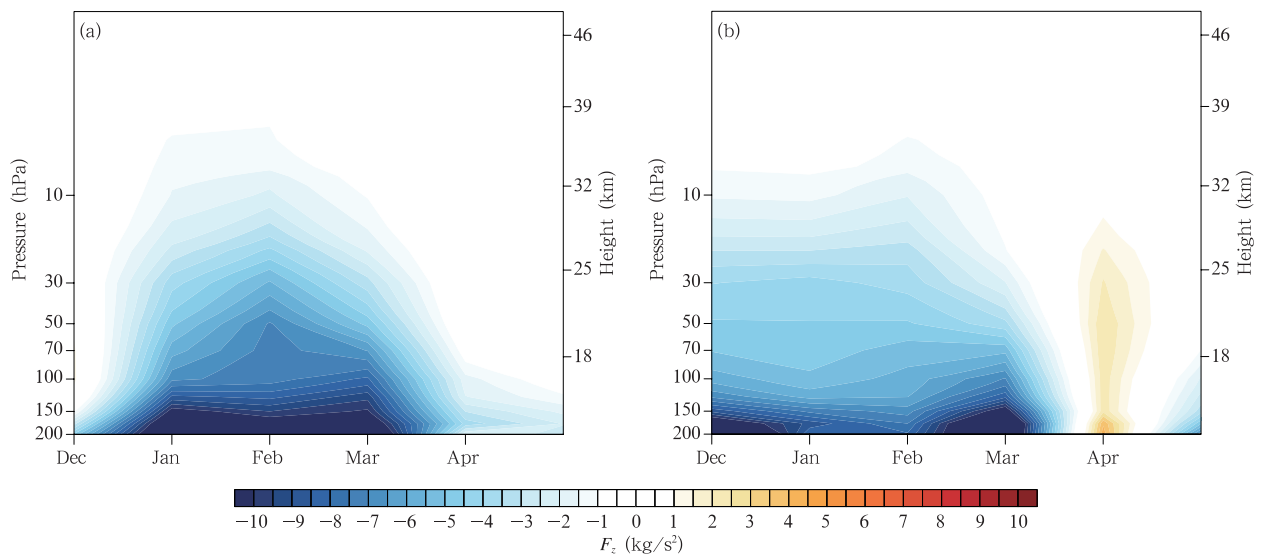 (a)
46
39
32
25
18
Height (km)
Pressure (hPa)
10
30
50
70
100
150
200
Dec Jan Feb Mar Apr
(b)
46
39
32
25
18
Height (km)
Pressure (hPa)
10
30
50
70
100
150
200
Dec Jan Feb Mar Apr
−10 −9 −8 −7 −6 −5 −4 −3 −2 −1 0 1 2 3 4 5 6 7 8 9 10
F_z (kg/s²)